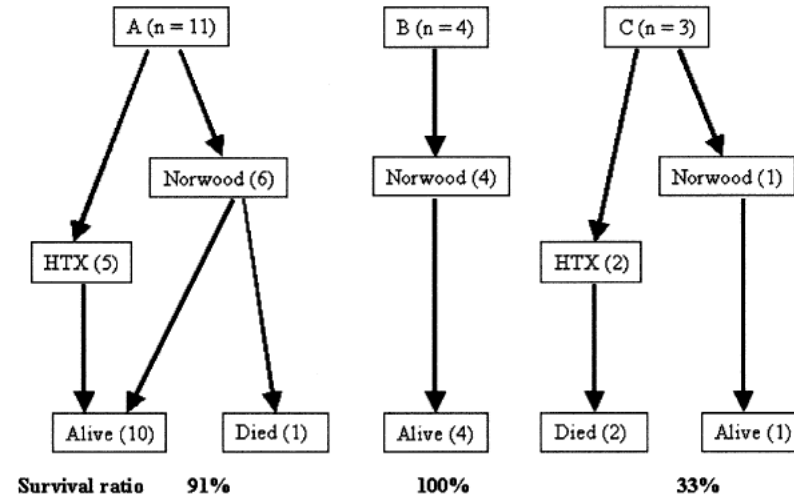 A (n = 11)
B (n = 4)
C (n = 3)
Norwood (6)
Norwood (4)
Norwood (1)
HTX (5)
HTX (2)
Alive (10)
Died (1)
Alive (4)
Died (2)
Alive (1)
Survival ratio 91% 100% 33%